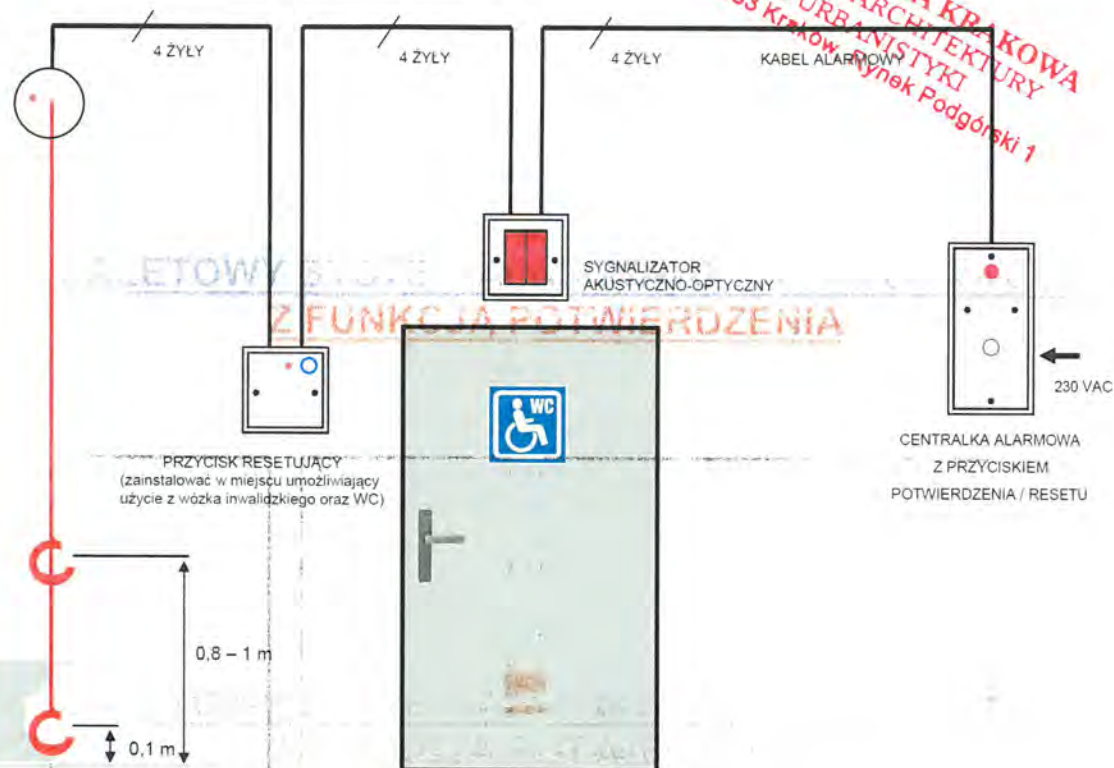 A KRAKOWA
ARCHITEKTURY
URBANISTYKI
Kraków, Rynek Podgórski 1
4 ŻYŁY
4 ŻYŁY
4 ŻYŁY
KABEL ALARMOWY
SYGNALIZATOR
AKUSTYCZNO-OPTYCZNY
Z FUNKCJĄ POTWIERDZENIA
WC
230 VAC
CENTRALKA ALARMOWA
Z PRZYCISKIEM
POTWIERDZENIA / RESETU
PRZYCISK RESETUJĄCY
(zainstalować w miejscu umożliwiający
użycie z wózka inwalidzkiego oraz WC)
0,8 – 1 m
0,1 m